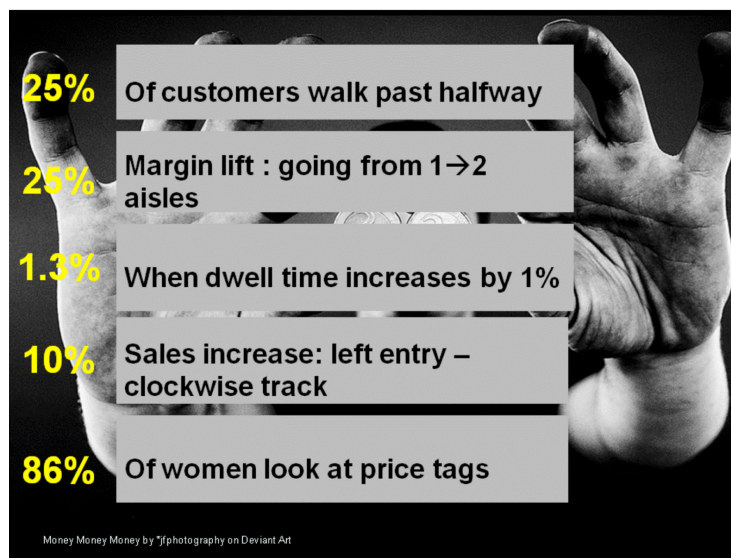 25% Of customers walk past halfway
25% Margin lift : going from 1→2
aisles
1.3% When dwell time increases by 1%
10% Sales increase: left entry –
clockwise track
86% Of women look at price tags
Money Money Money by *jfphotography on Deviant Art